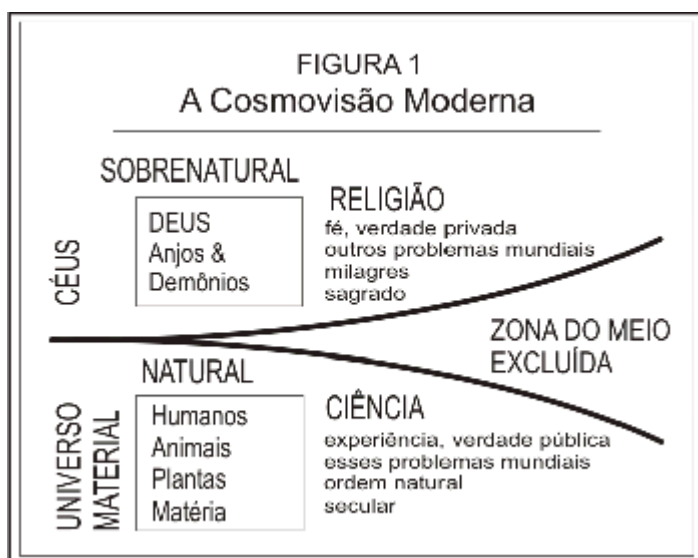 FIGURA 1
A Cosmovisão Moderna
SOBRENATURAL
CÉUS
DEUS
Anjos &
Demônios
RELIGIÃO
fé, verdade privada
outros problemas mundiais
milagres
sagrado
ZONA DO MEIO
EXCLUÍDA
NATURAL
UNIVERSO
MATERIAL
Humanos
Animais
Plantas
Matéria
CIÊNCIA
experiência, verdade pública
esses problemas mundiais
ordem natural
secular